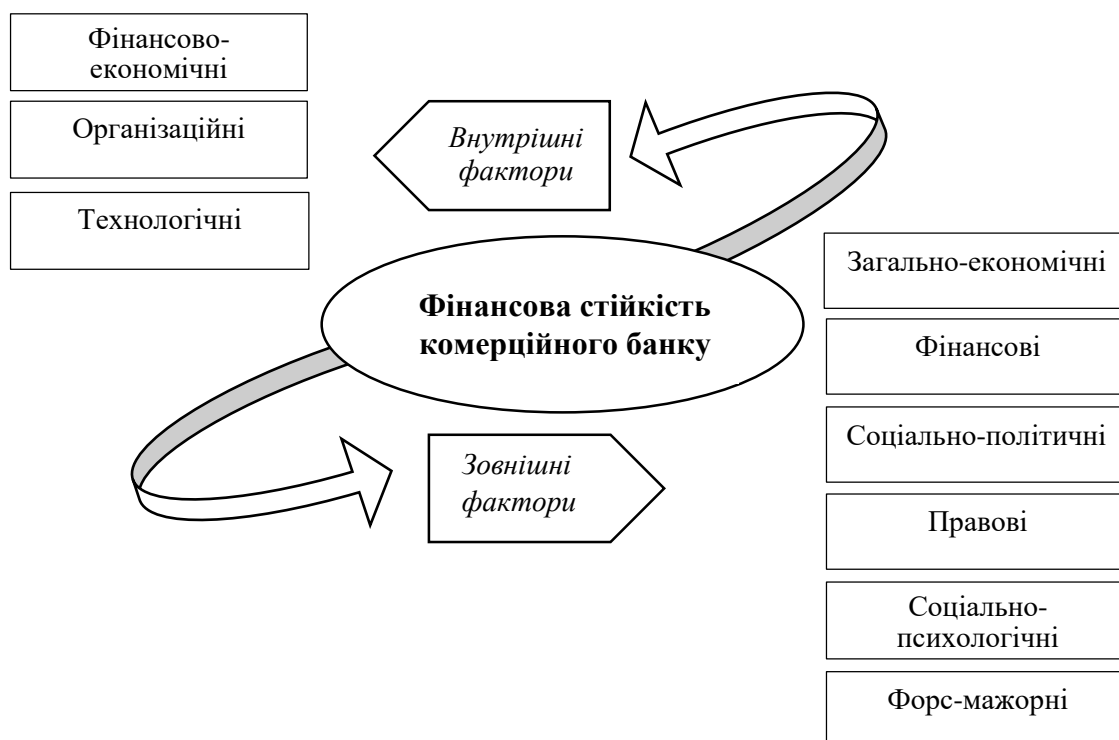 Фінансово-
економічні
Організаційні
Технологічні
Внутрішні
фактори
Фінансова стійкість
комерційного банку
Зовнішні
фактори
Загально-економічні
Фінансові
Соціально-політичні
Правові
Соціально-
психологічні
Форс-мажорні